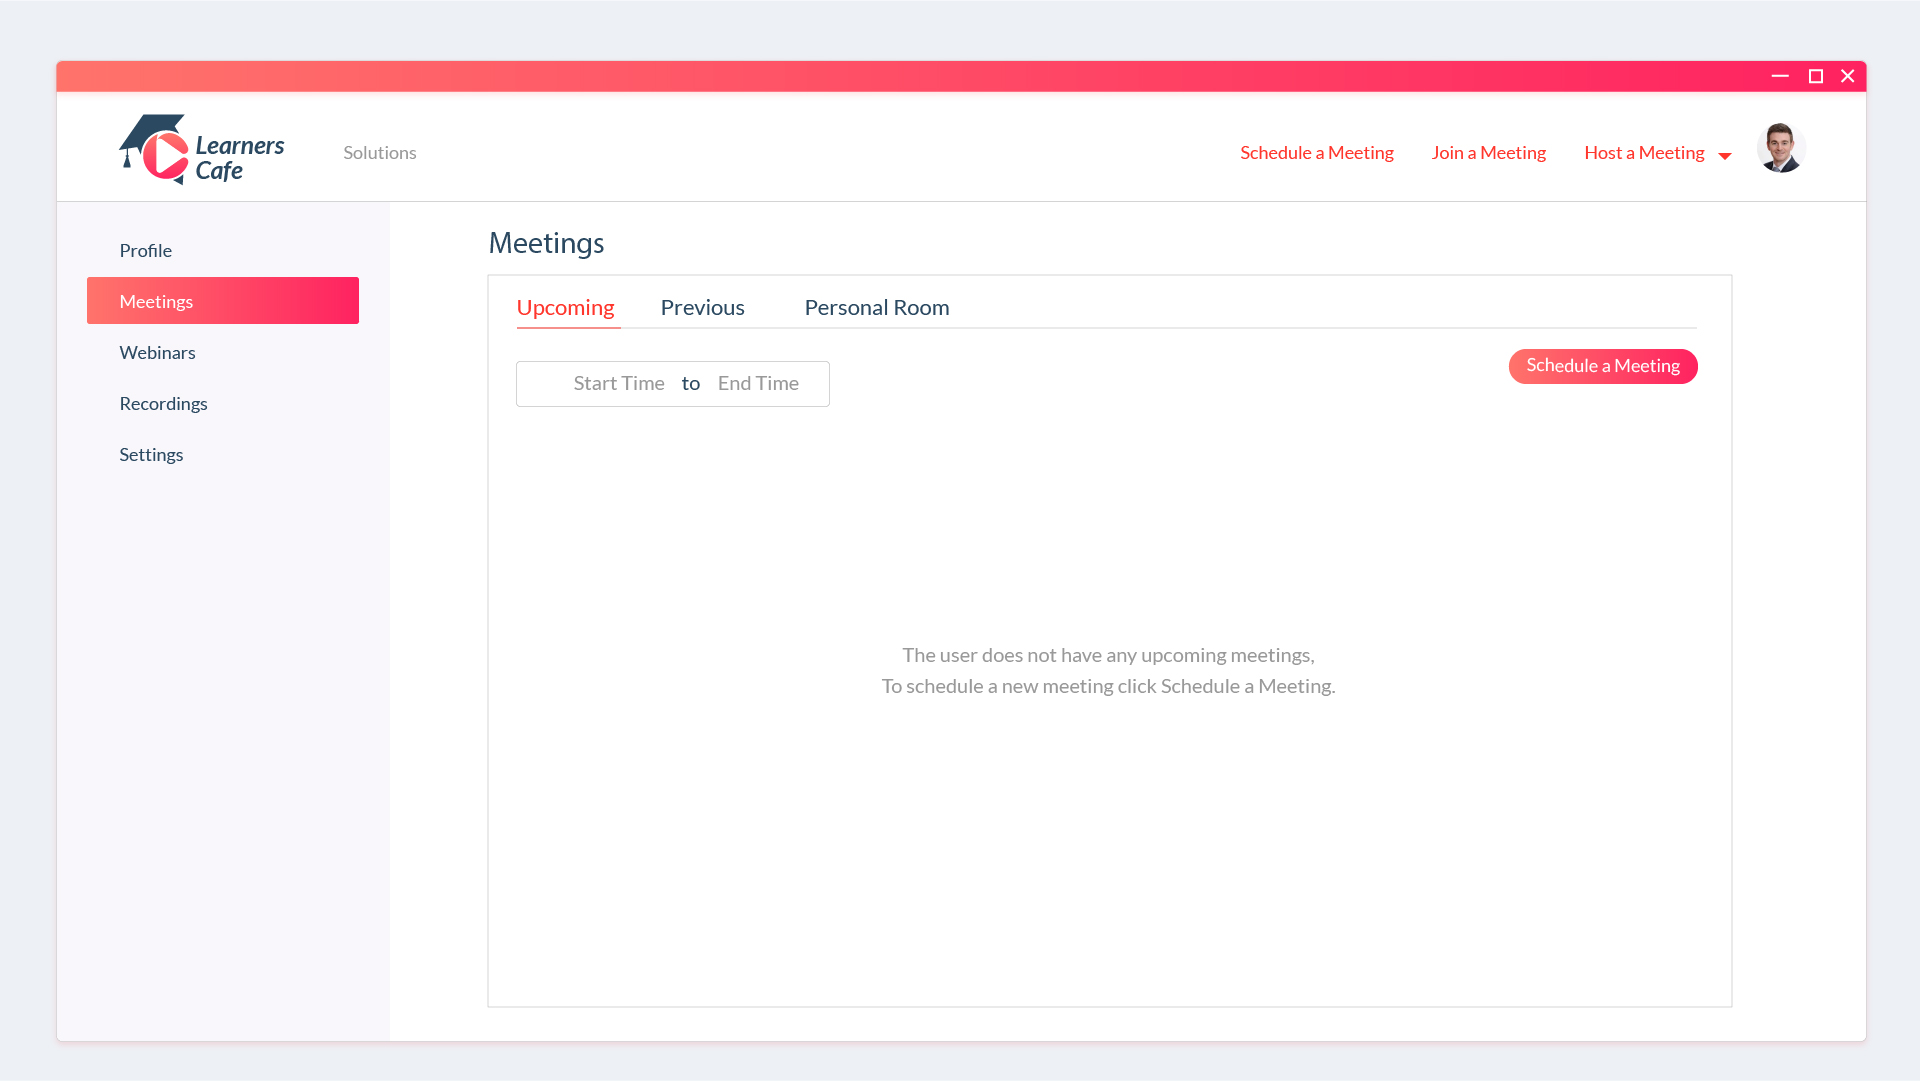 Learners
Cafe
Solutions
Schedule a Meeting
Join a Meeting
Host a Meeting
Profile
Meetings
Webinars
Recordings
Settings
Meetings
Upcoming
Previous
Personal Room
Start Time to End Time
Schedule a Meeting
The user does not have any upcoming meetings,
To schedule a new meeting click Schedule a Meeting.